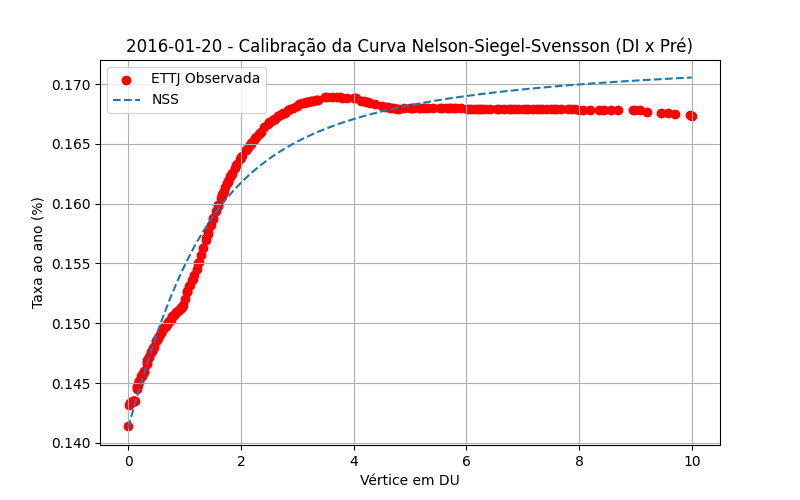 2016-01-20 - Calibração da Curva Nelson-Siegel-Svensson (DI x Pré)
ETTJ Observada
NSS
Taxa ao ano (%)
0.170
0.165
0.160
0.155
0.150
0.145
0.140
0 2 4 6 8 10
Vértice em DU